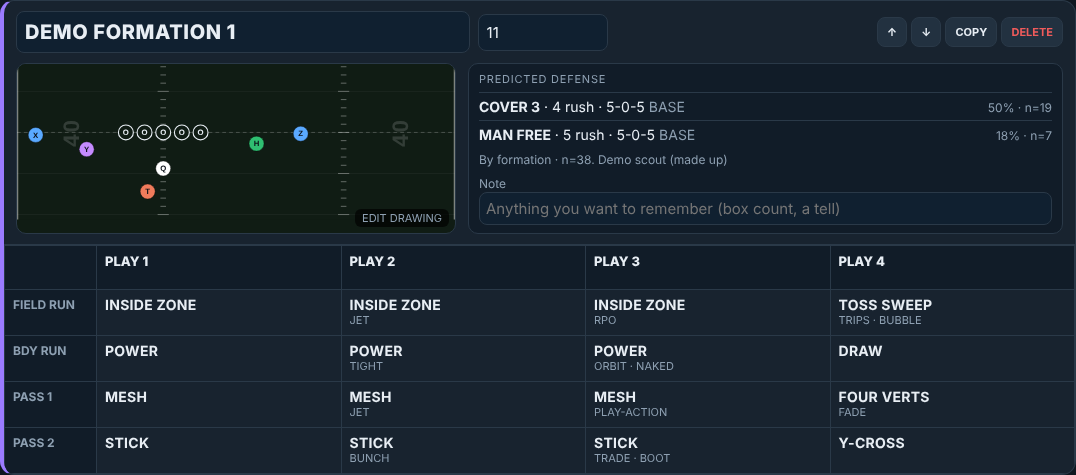 DEMO FORMATION 1
11
↑
↓
COPY
DELETE
40
40
X
Y
H
Z
Q
T
EDIT DRAWING
PREDICTED DEFENSE
COVER 3 · 4 rush · 5-0-5 BASE
50% · n=19
MAN FREE · 5 rush · 5-0-5 BASE
18% · n=7
By formation · n=38. Demo scout (made up)
Note
Anything you want to remember (box count, a tell)
PLAY 1
PLAY 2
PLAY 3
PLAY 4
FIELD RUN
INSIDE ZONE
INSIDE ZONE
JET
INSIDE ZONE
RPO
TOSS SWEEP
TRIPS · BUBBLE
BDY RUN
POWER
POWER
TIGHT
POWER
ORBIT · NAKED
DRAW
PASS 1
MESH
MESH
JET
MESH
PLAY-ACTION
FOUR VERTS
FADE
PASS 2
STICK
STICK
BUNCH
STICK
TRADE · BOOT
Y-CROSS